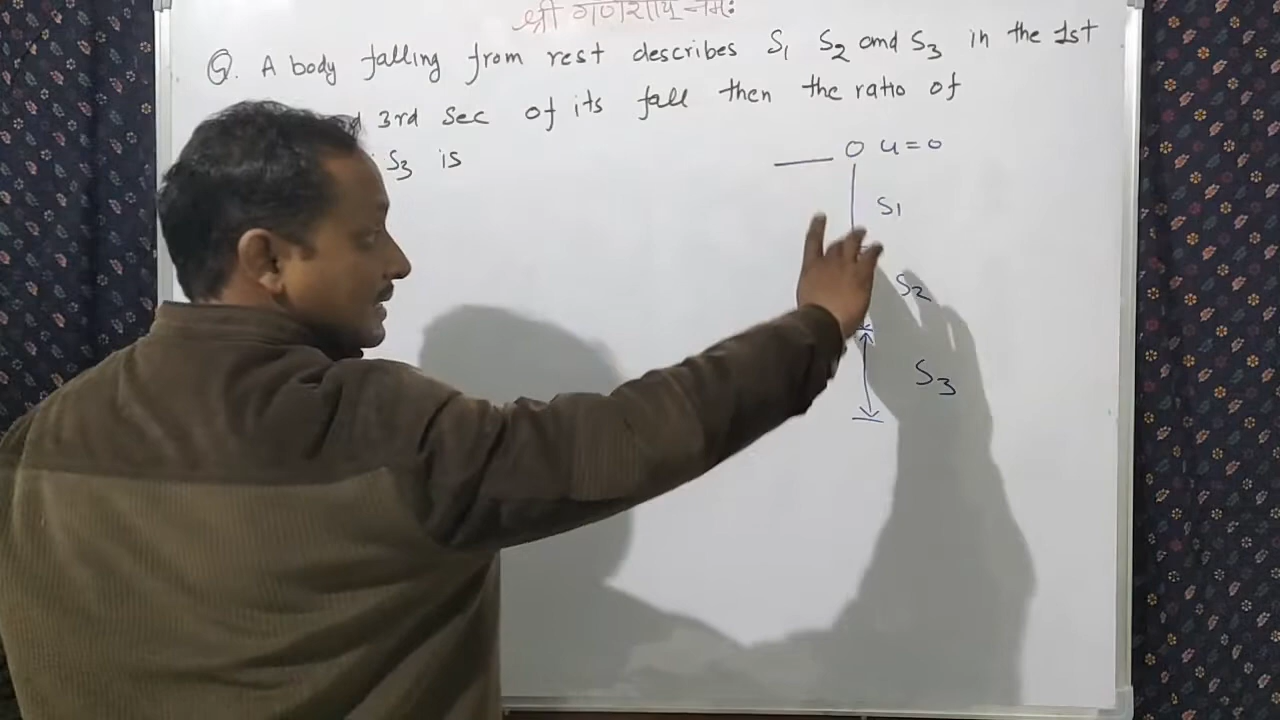 श्री गणेशाय नमः
Q. A body falling from rest describes S1 S2 and S3 in the 1st
3rd Sec of its fall then the ratio of
S3 is
O u=0
S1
S2
S3